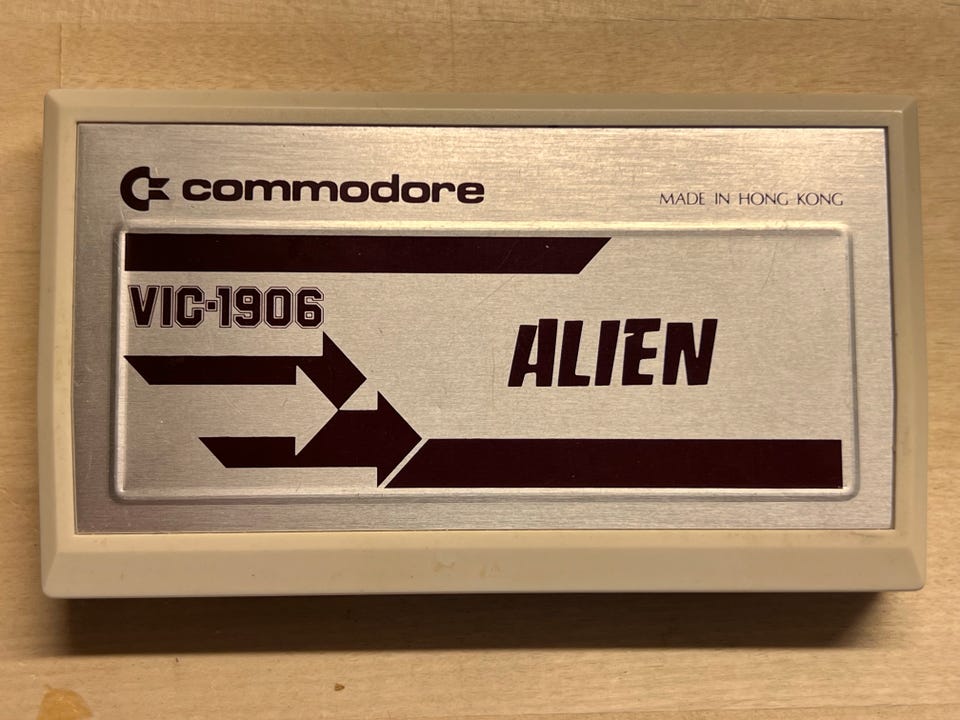 commodore
MADE IN HONG KONG
VIC-1906
ALIEN